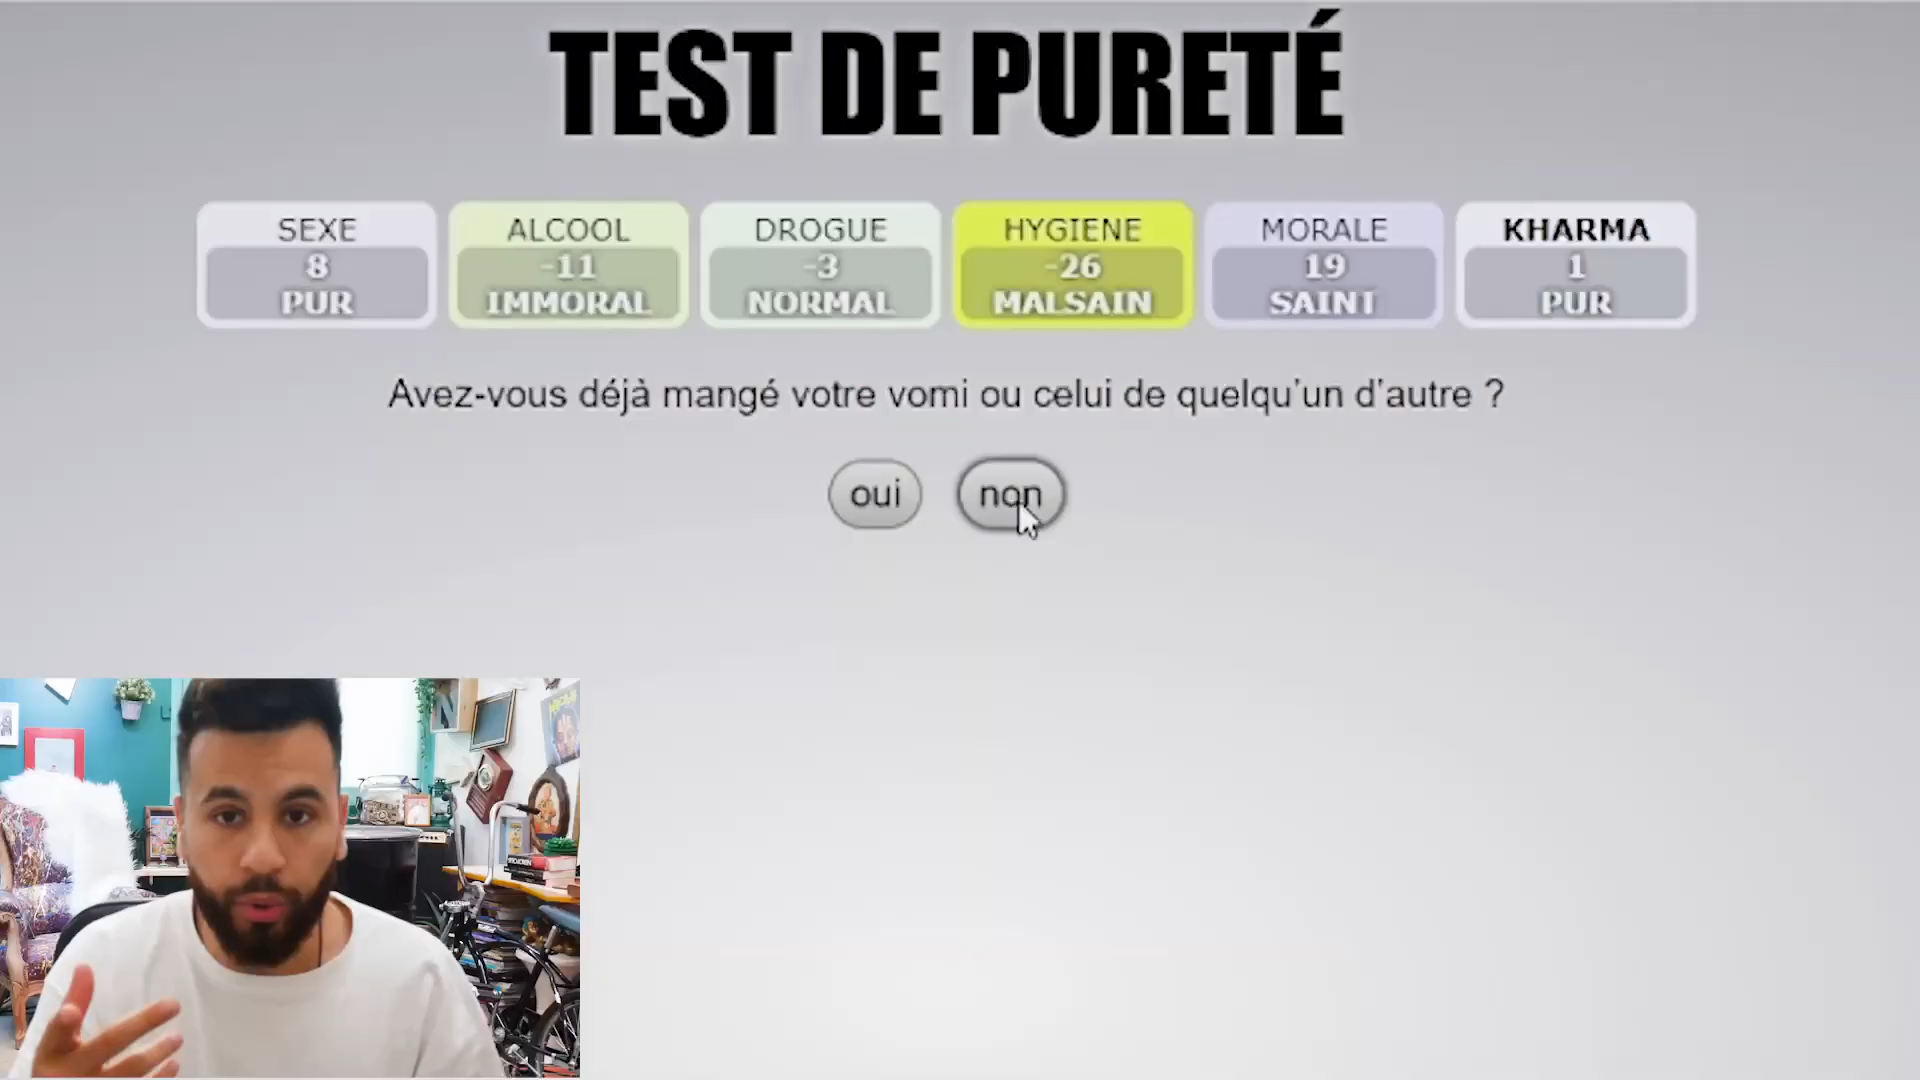 TEST DE PURETÉ
SEXE
8
PUR
ALCOOL
-11
IMMORAL
DROGUE
-3
NORMAL
HYGIENE
-26
MALSAIN
MORALE
19
SAINT
KHARMA
1
PUR
Avez-vous déjà mangé votre vomi ou celui de quelqu'un d'autre ?
oui
non